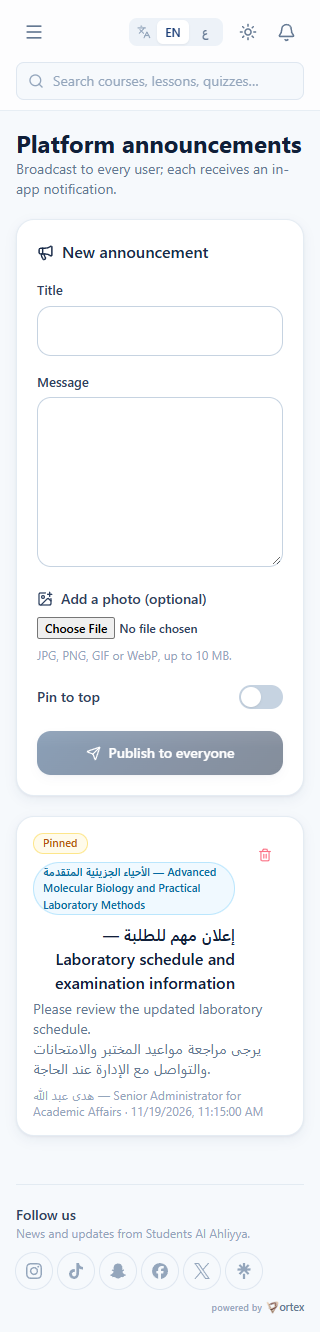 EN
ع
Search courses, lessons, quizzes...
Platform announcements
Broadcast to every user; each receives an in-
app notification.
New announcement
Title
Message
Add a photo (optional)
Choose File No file chosen
JPG, PNG, GIF or WebP, up to 10 MB.
Pin to top
Publish to everyone
Pinned
الأحياء الجزيئية المتقدمة — Advanced
Molecular Biology and Practical
Laboratory Methods
إعلان مهم للطلبة —
Laboratory schedule and
examination information
Please review the updated laboratory
schedule.
يرجى مراجعة مواعيد المختبر والامتحانات
والتواصل مع الإدارة عند الحاجة.
هدى عبد الله — Senior Administrator for
Academic Affairs · 11/19/2026, 11:15:00 AM
Follow us
News and updates from Students Al Ahliyya.
powered by ortex